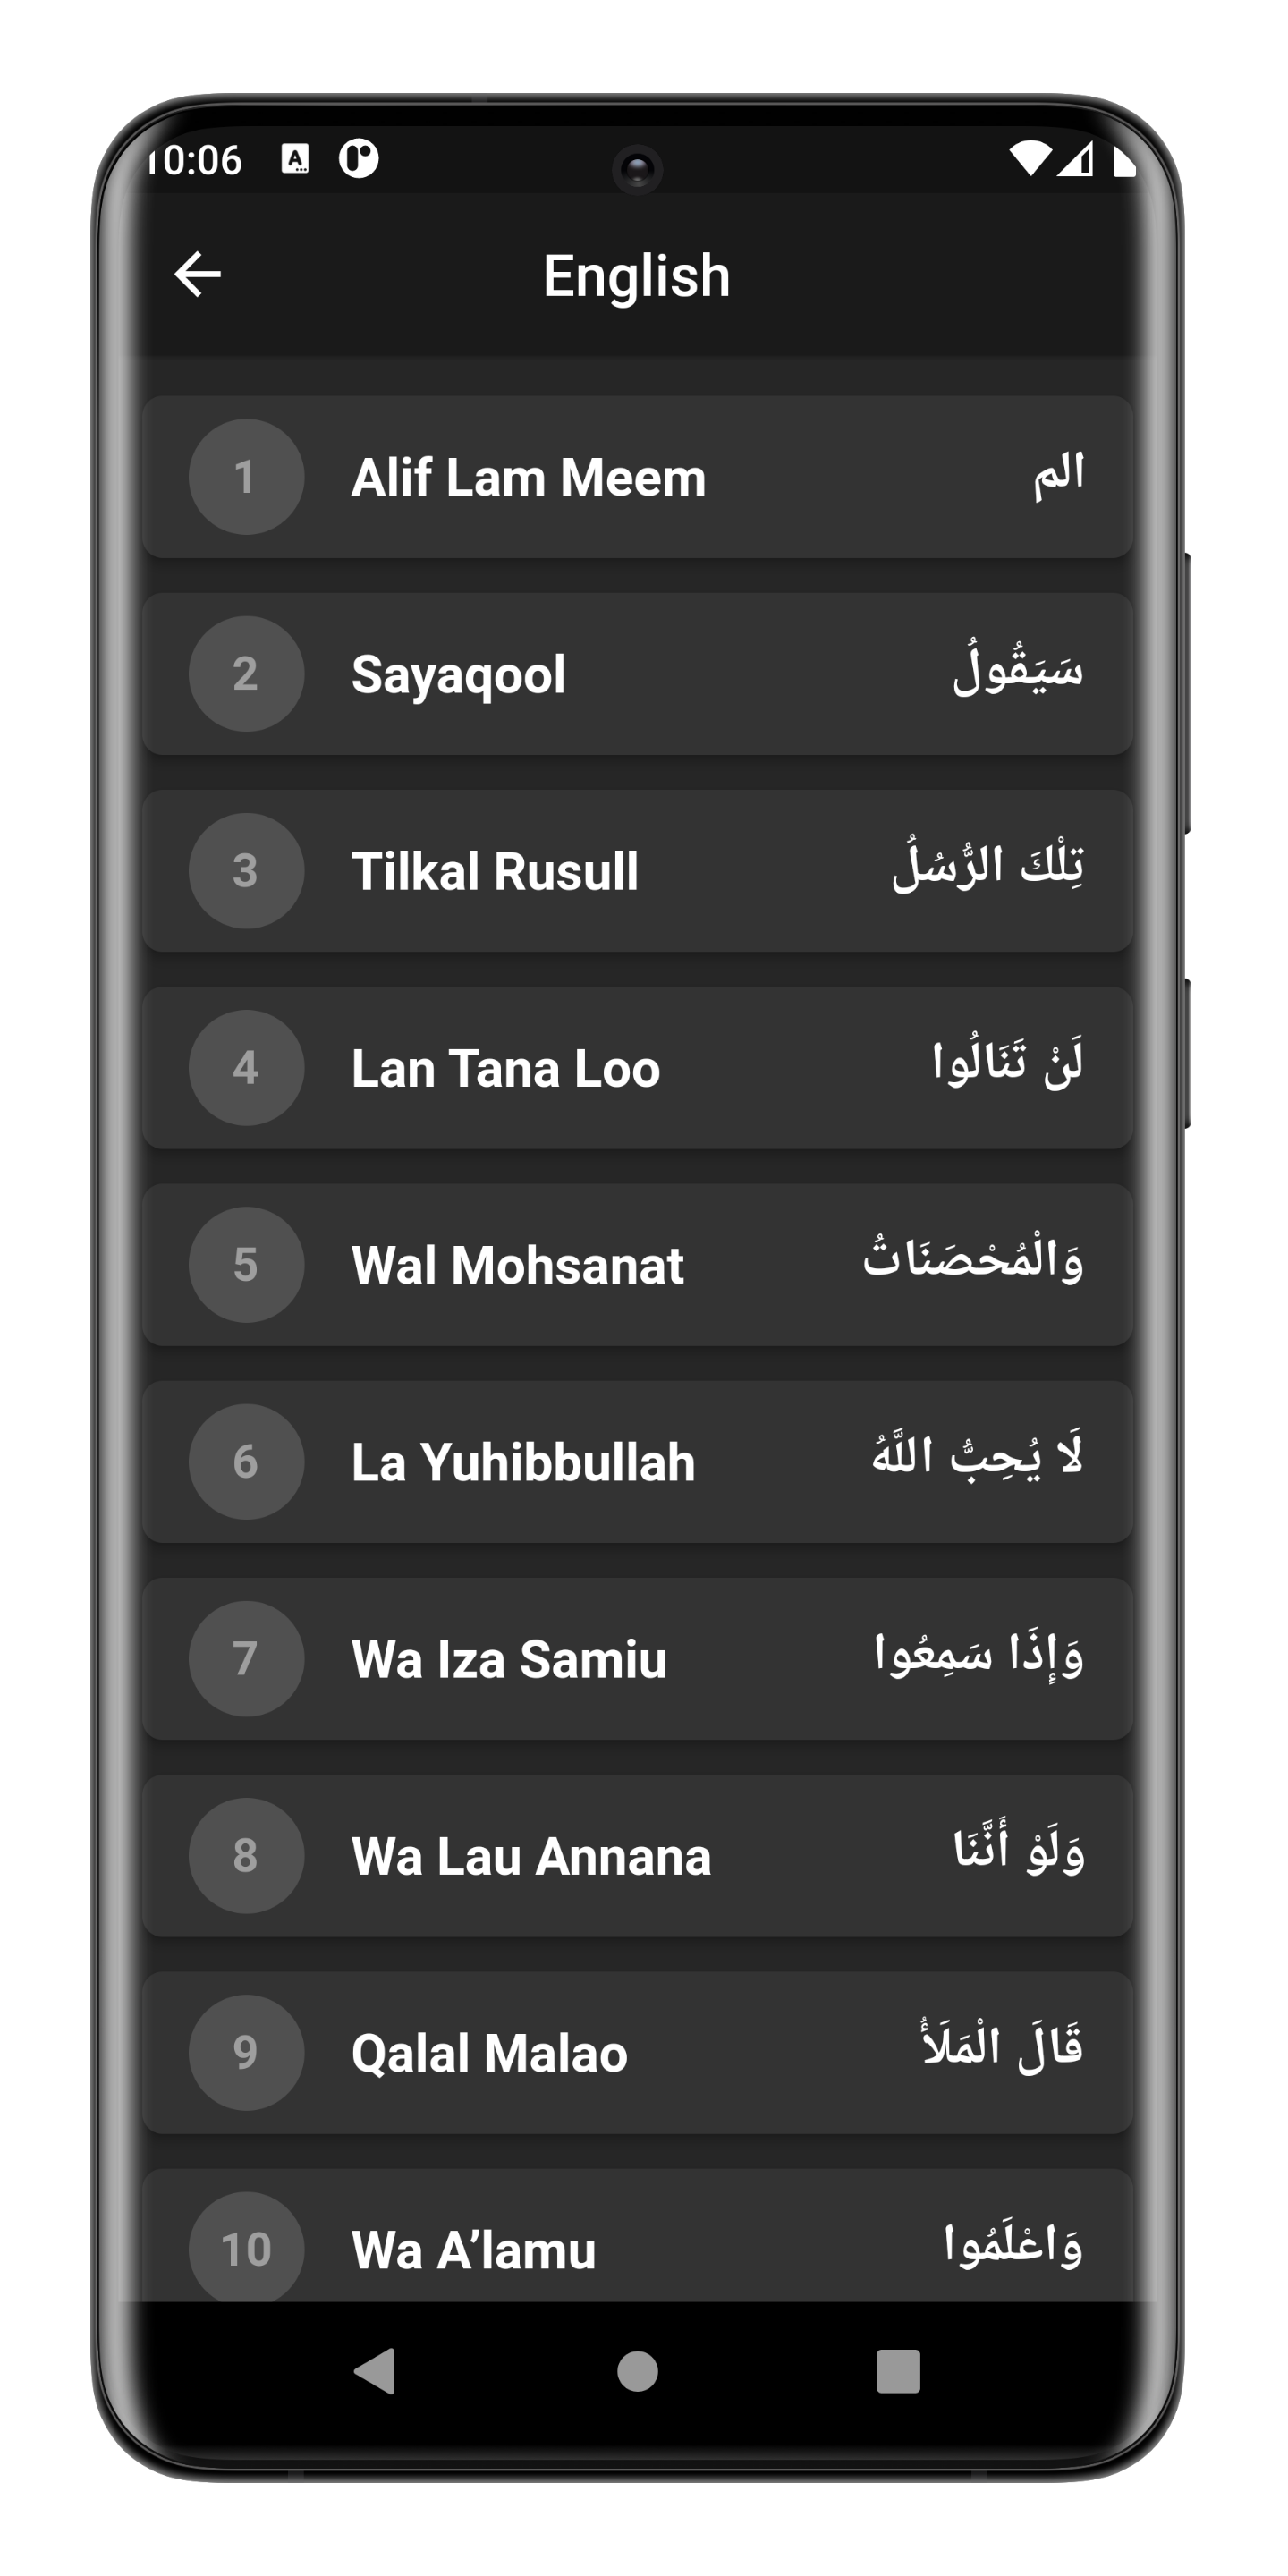 10:06
English
1 Alif Lam Meem الم
2 Sayaqool سَيَقُولُ
3 Tilkal Rusull تِلْكَ الرُّسُلُ
4 Lan Tana Loo لَنْ تَنَالُوا
5 Wal Mohsanat وَالْمُحْصَنَاتُ
6 La Yuhibbullah لَا يُحِبُّ اللَّهُ
7 Wa Iza Samiu وَإِذَا سَمِعُوا
8 Wa Lau Annana وَلَوْ أَنَّنَا
9 Qalal Malao قَالَ الْمَلَأُ
10 Wa A’lamu وَاعْلَمُوا